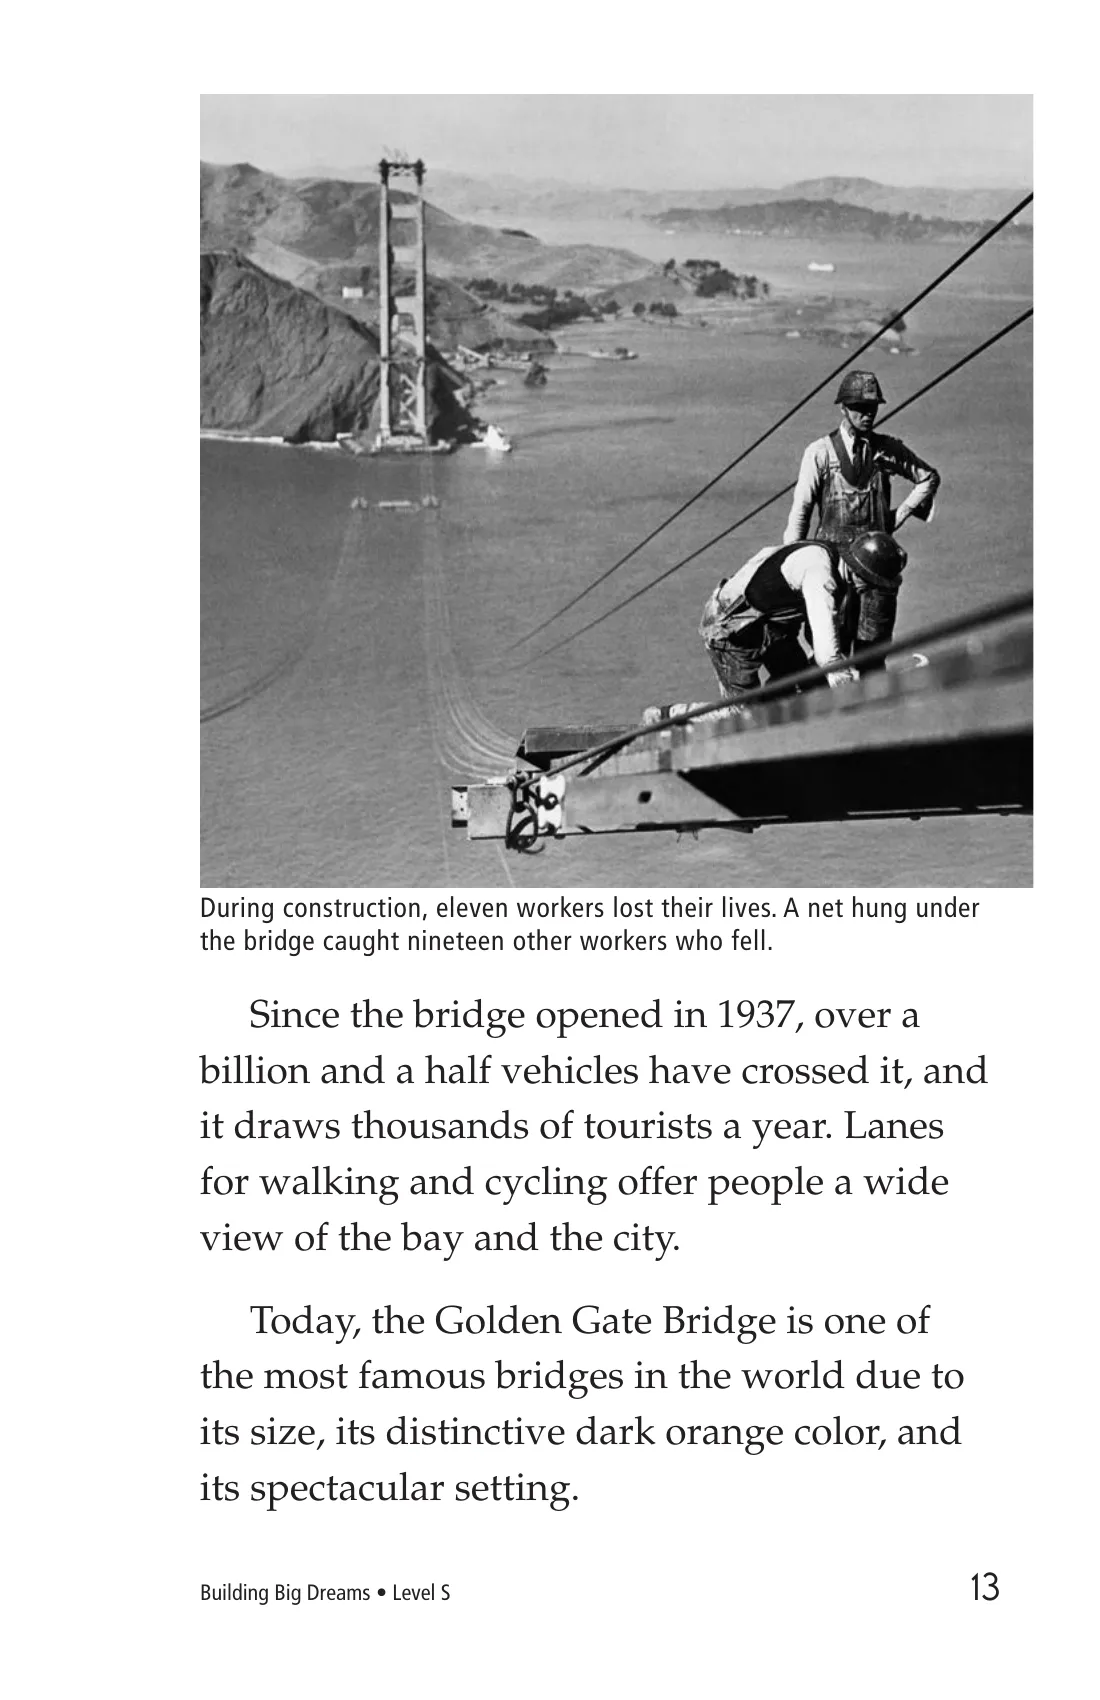 During construction, eleven workers lost their lives. A net hung under
the bridge caught nineteen other workers who fell.
Since the bridge opened in 1937, over a
billion and a half vehicles have crossed it, and
it draws thousands of tourists a year. Lanes
for walking and cycling offer people a wide
view of the bay and the city.
Today, the Golden Gate Bridge is one of
the most famous bridges in the world due to
its size, its distinctive dark orange color, and
its spectacular setting.
Building Big Dreams • Level S
13